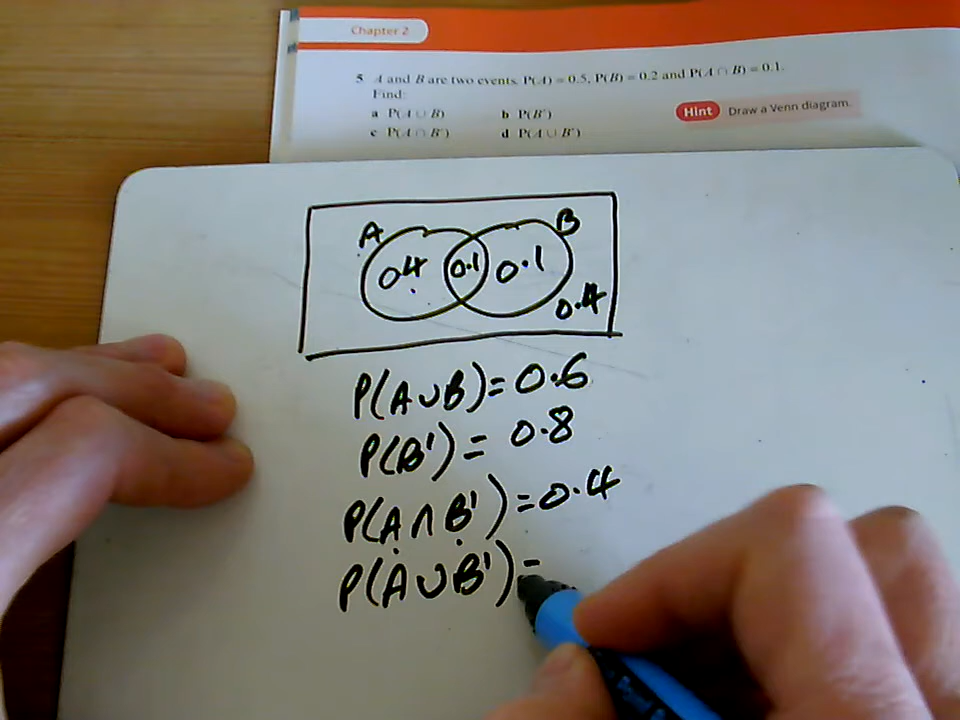 Chapter 2
5 A and B are two events. P(A) = 0.5, P(B) = 0.2 and P(A ∩ B) = 0.1.
Find:
a P(A ∪ B) b P(B′)
Hint Draw a Venn diagram.
c P(A ∩ B′) d P(A ∪ B′)
A B
0.4 0.1 0.1
0.4
P(A∪B)=0.6
P(B')= 0.8
P(A∩B')=0.4
P(A∪B')=